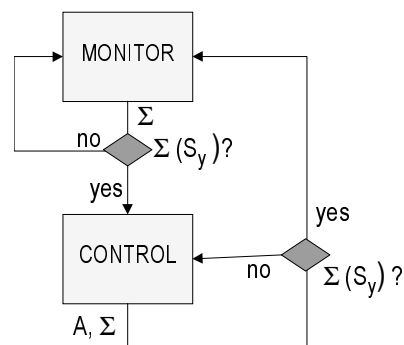 MONITOR
Σ
no
Σ (Sy)?
yes
yes
CONTROL
no
Σ(Sy) ?
A, Σ